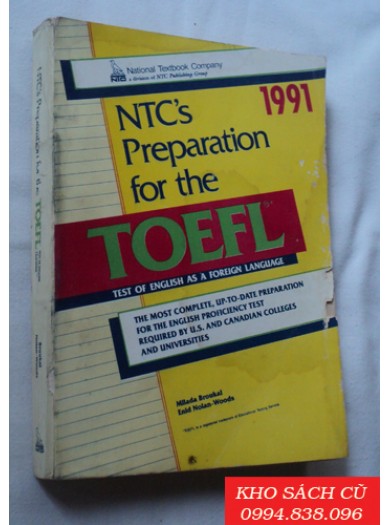 National Textbook Company
a division of NTC Publishing Group
NTC
1991
NTC's
Preparation
for the
TOEFL
TEST OF ENGLISH AS A FOREIGN LANGUAGE
THE MOST COMPLETE, UP-TO-DATE PREPARATION
FOR THE ENGLISH PROFICIENCY TEST
REQUIRED BY U.S. AND CANADIAN COLLEGES
AND UNIVERSITIES
Milada Broukal
Enid Nolan-Woods
NTC's Preparation for the TOEFL
KHO SÁCH CŨ
0994.838.096